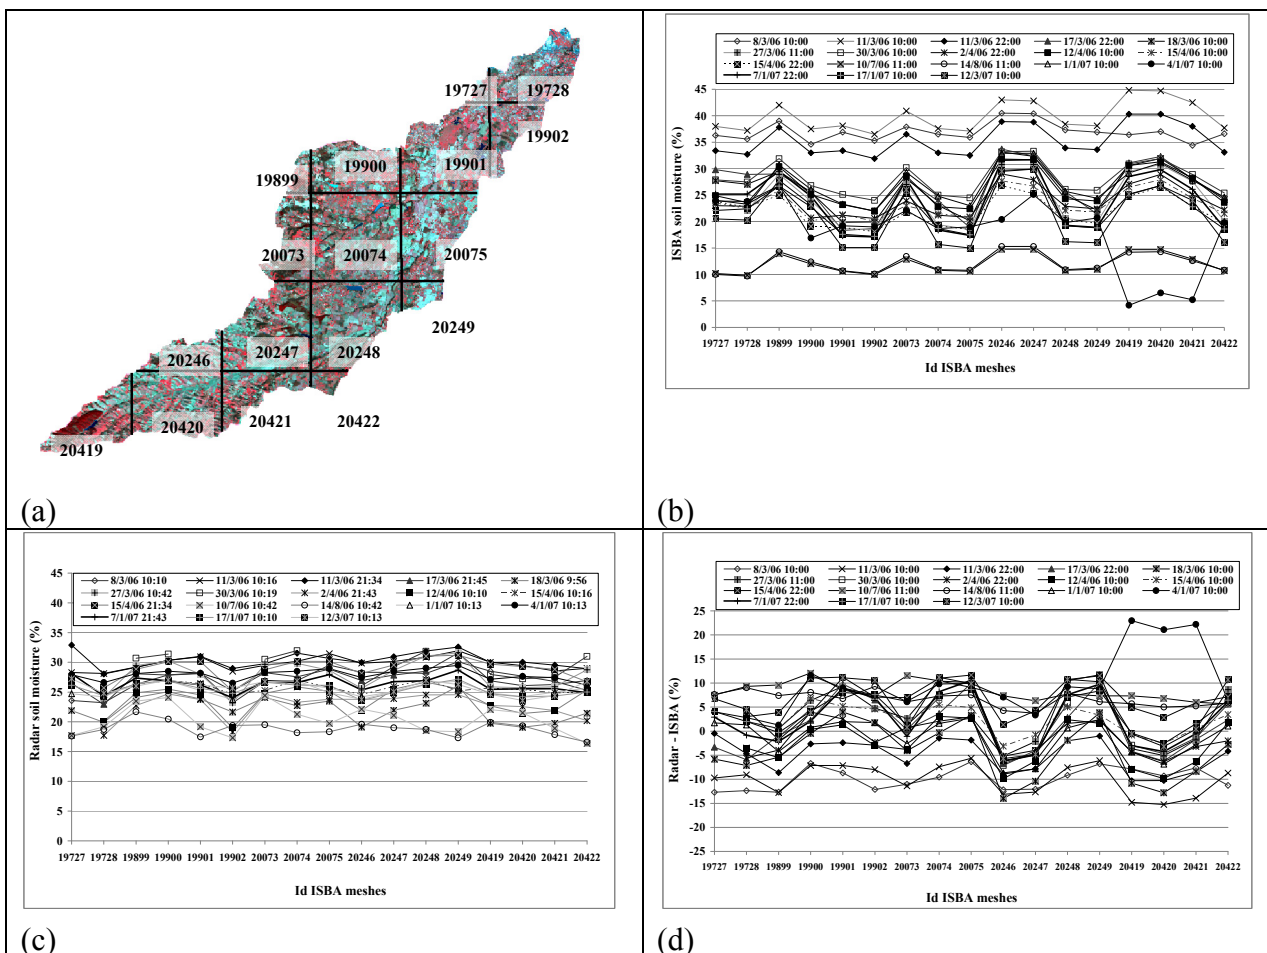 19727
19728
19902
19900
19901
19899
20073
20074
20075
20249
20246
20247
20248
20420
20421
20422
20419
(a)
8/3/06 10:00 11/3/06 10:00 11/3/06 22:00 17/3/06 22:00 18/3/06 10:00
27/3/06 11:00 30/3/06 10:00 2/4/06 22:00 12/4/06 10:00 15/4/06 10:00
15/4/06 22:00 10/7/06 11:00 14/8/06 11:00 1/1/07 10:00 4/1/07 10:00
7/1/07 22:00 17/1/07 10:00 12/3/07 10:00
45
40
35
30
25
20
15
10
5
0
ISBA soil moisture (%)
19727 19728 19899 19900 19901 19902 20073 20074 20075 20246 20247 20248 20249 20419 20420 20421 20422
Id ISBA meshes
(b)
8/3/06 10:10 11/3/06 10:16 11/3/06 21:34 17/3/06 21:45 18/3/06 9:56
27/3/06 10:42 30/3/06 10:19 2/4/06 21:43 12/4/06 10:10 15/4/06 10:16
15/4/06 21:34 10/7/06 10:42 14/8/06 10:42 1/1/07 10:13 4/1/07 10:13
7/1/07 21:43 17/1/07 10:10 12/3/07 10:13
45
40
35
30
25
20
15
10
5
0
Radar soil moisture (%)
19727 19728 19899 19900 19901 19902 20073 20074 20075 20246 20247 20248 20249 20419 20420 20421 20422
Id ISBA meshes
(c)
8/3/06 10:00 11/3/06 10:00 11/3/06 22:00 17/3/06 22:00 18/3/06 10:00
27/3/06 11:00 30/3/06 10:00 2/4/06 22:00 12/4/06 10:00 15/4/06 10:00
15/4/06 22:00 10/7/06 11:00 14/8/06 11:00 1/1/07 10:00 4/1/07 10:00
7/1/07 22:00 17/1/07 10:00 12/3/07 10:00
25
20
15
10
5
0
-5
-10
-15
-20
-25
Radar - ISBA (%)
19727 19728 19899 19900 19901 19902 20073 20074 20075 20246 20247 20248 20249 20419 20420 20421 20422
Id ISBA meshes
(d)